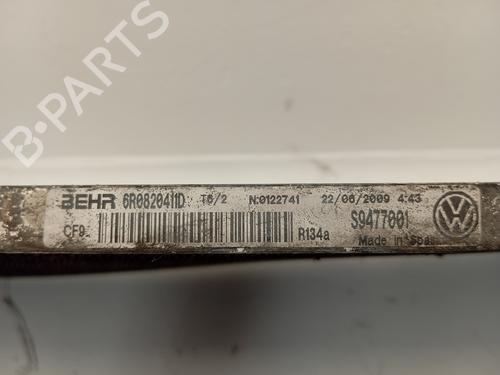 B-PARTS
BEHR 6R0820411D T6/2 N:0122741 22/06/2009 4:43
CF9 R134a S9477001
Made in Spain